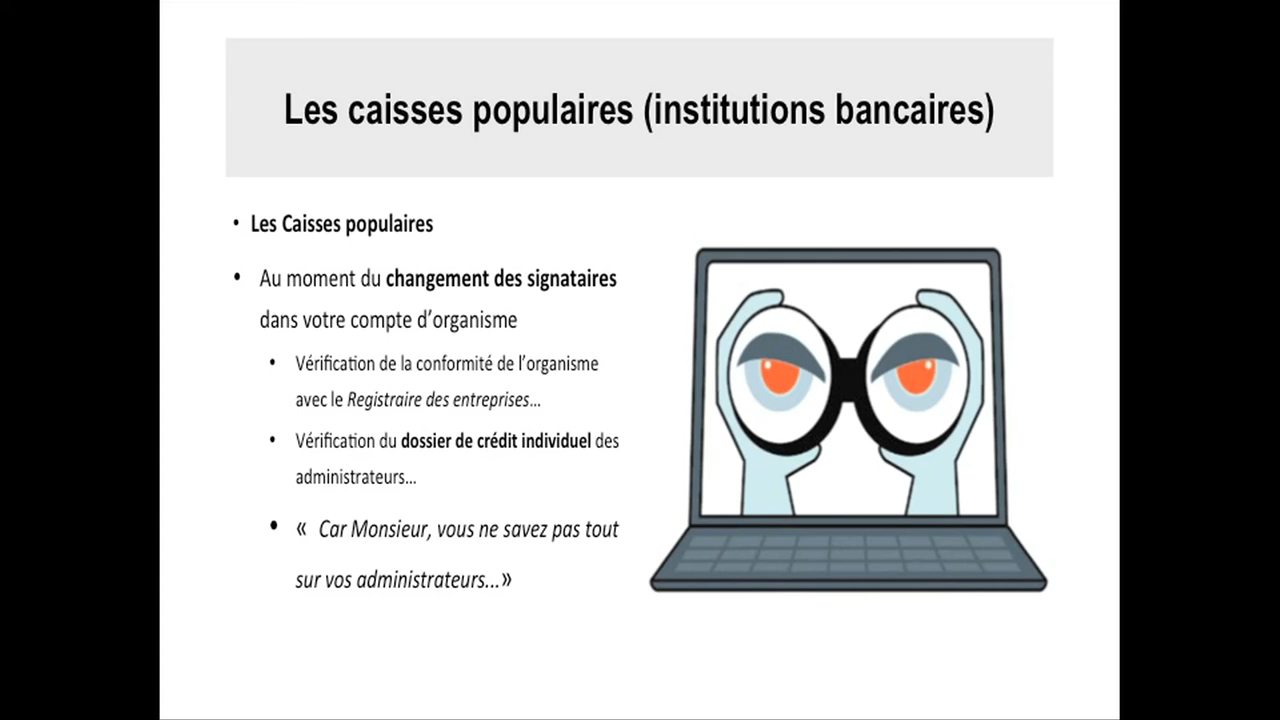 Les caisses populaires (institutions bancaires)
• Les Caisses populaires
• Au moment du changement des signataires
dans votre compte d’organisme
• Vérification de la conformité de l’organisme
avec le Registraire des entreprises…
• Vérification du dossier de crédit individuel des
administrateurs…
• « Car Monsieur, vous ne savez pas tout
sur vos administrateurs…»